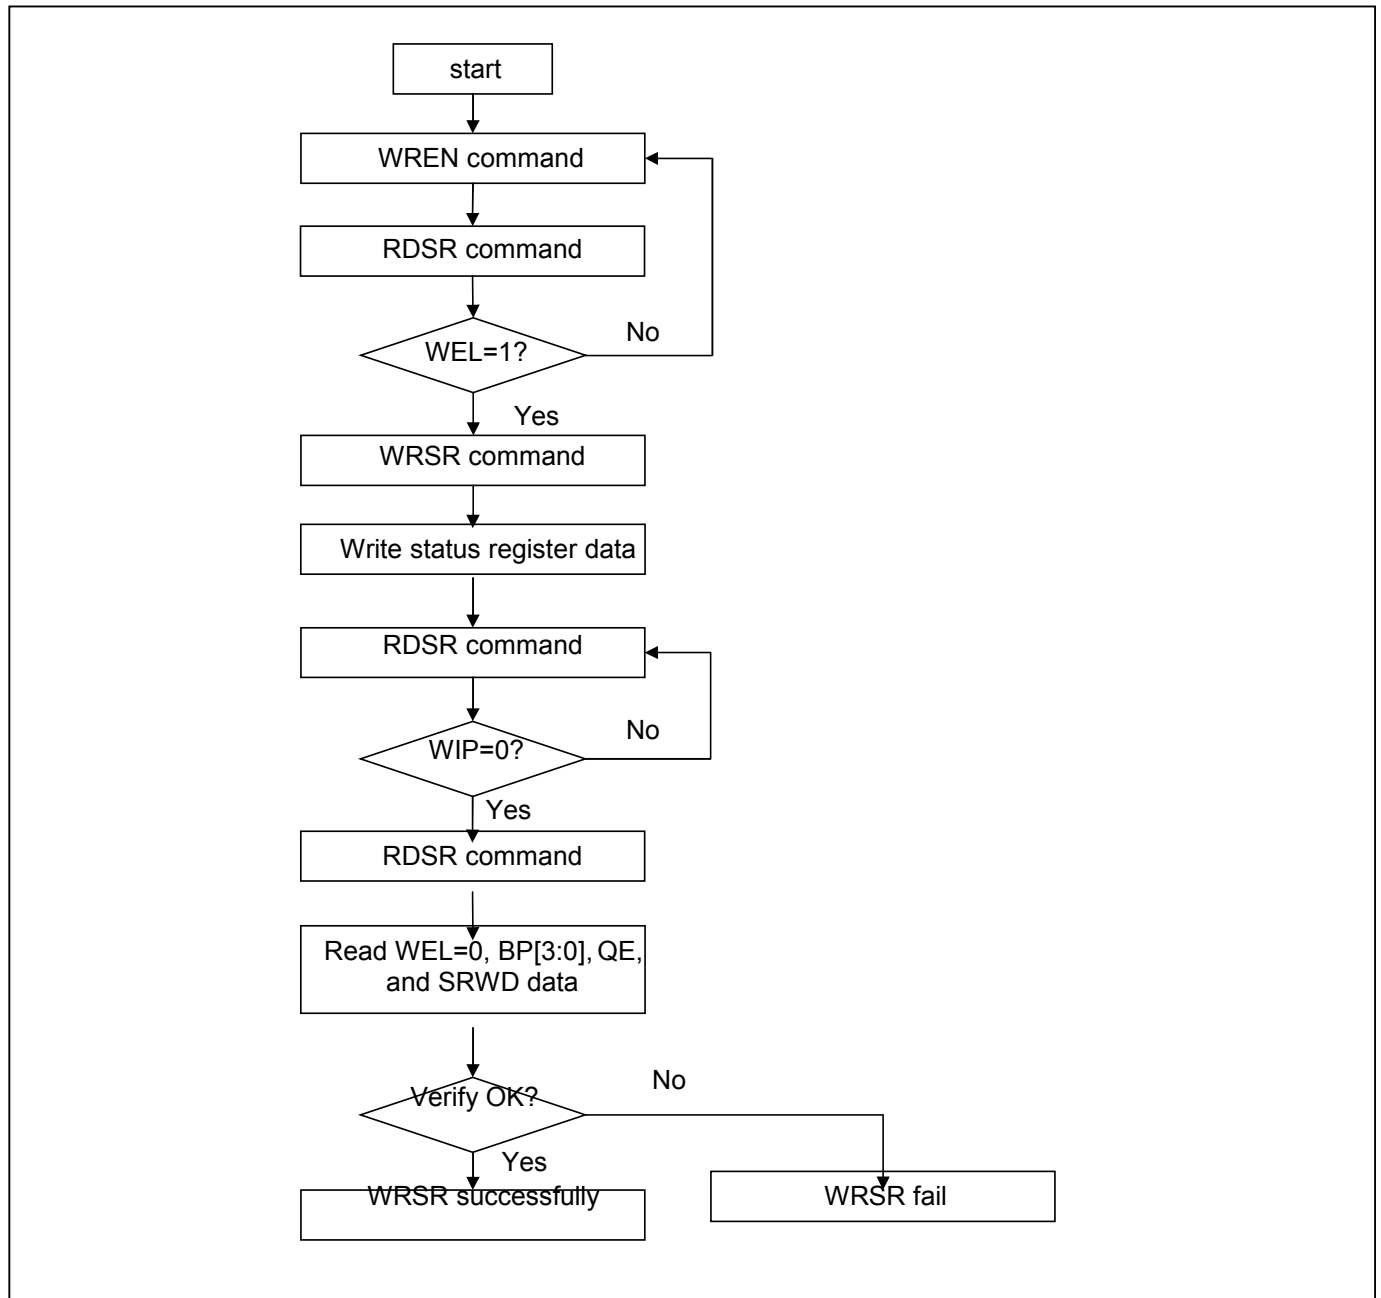 start
WREN command
RDSR command
WEL=1?
No
Yes
WRSR command
Write status register data
RDSR command
WIP=0?
No
Yes
RDSR command
Read WEL=0, BP[3:0], QE,
and SRWD data
Verify OK?
No
Yes
WRSR successfully
WRSR fail